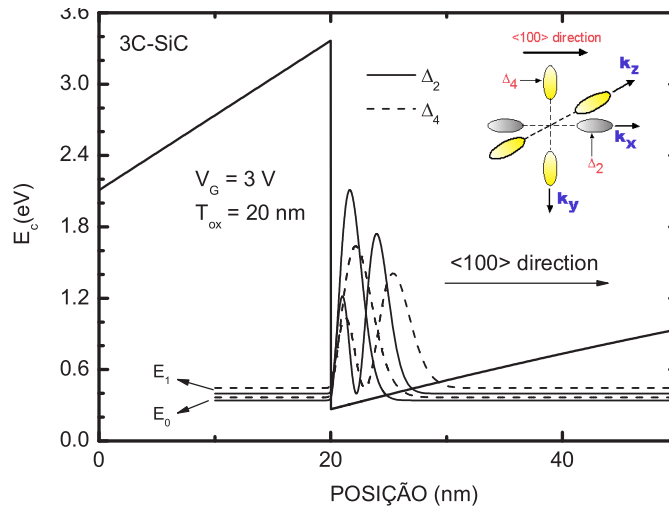 3.6
3.0
2.4
1.8
1.2
0.6
0.0
E_c(eV)
3C-SiC
V_G = 3 V
T_ox = 20 nm
Δ_2
Δ_4
<100> direction
Δ_4
k_z
k_x
Δ_2
k_y
<100> direction
E_1
E_0
0
20
40
POSIÇÃO (nm)